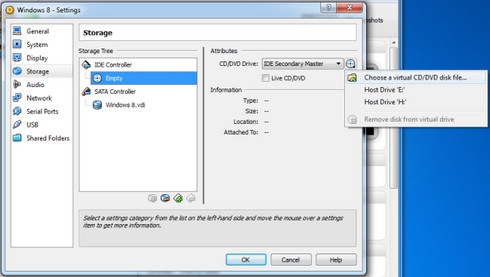 Windows 8 - Settings
General
System
Display
Storage
Audio
Network
Serial Ports
USB
Shared Folders
Storage
Storage Tree
IDE Controller
Empty
SATA Controller
Windows 8.vdi
Attributes
CD/DVD Drive: IDE Secondary Master
Live CD/DVD
Information
Type: --
Size: --
Location: --
Attached To: --
Choose a virtual CD/DVD disk file...
Host Drive 'E:'
Host Drive 'H:'
Remove disk from virtual drive
Select a settings category from the list on the left-hand side and move the mouse over a settings
item to get more information.
OK
Cancel
Help